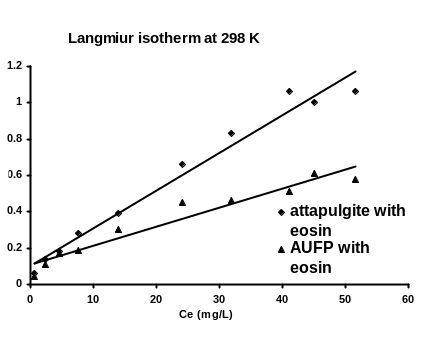 Langmiur isotherm at 298 K
1.2
1
0.8
0.6
0.4
0.2
0
attapulgite with
eosin
AUFP with
eosin
0 10 20 30 40 50 60
Ce (mg/L)